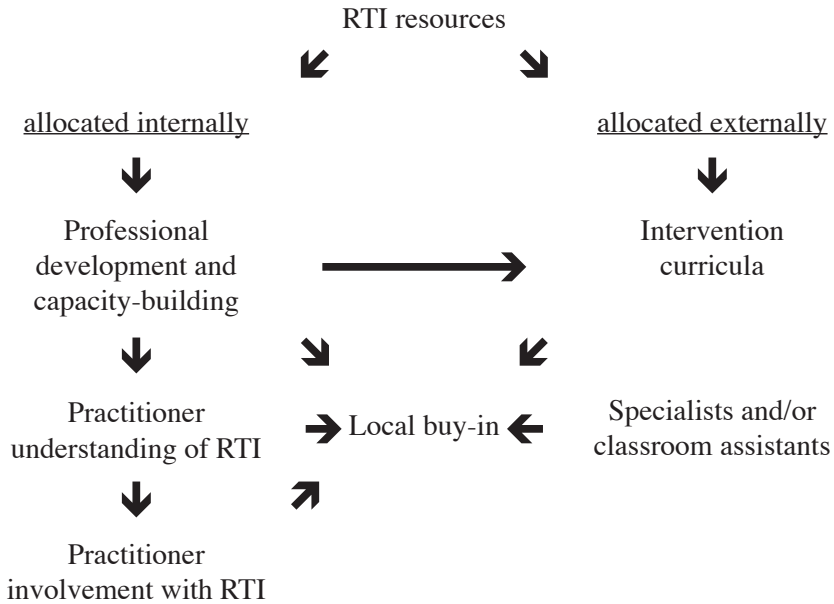 RTI resources
allocated internally
allocated externally
Professional
development and
capacity-building
Intervention
curricula
Practitioner
understanding of RTI
Local buy-in
Specialists and/or
classroom assistants
Practitioner
involvement with RTI